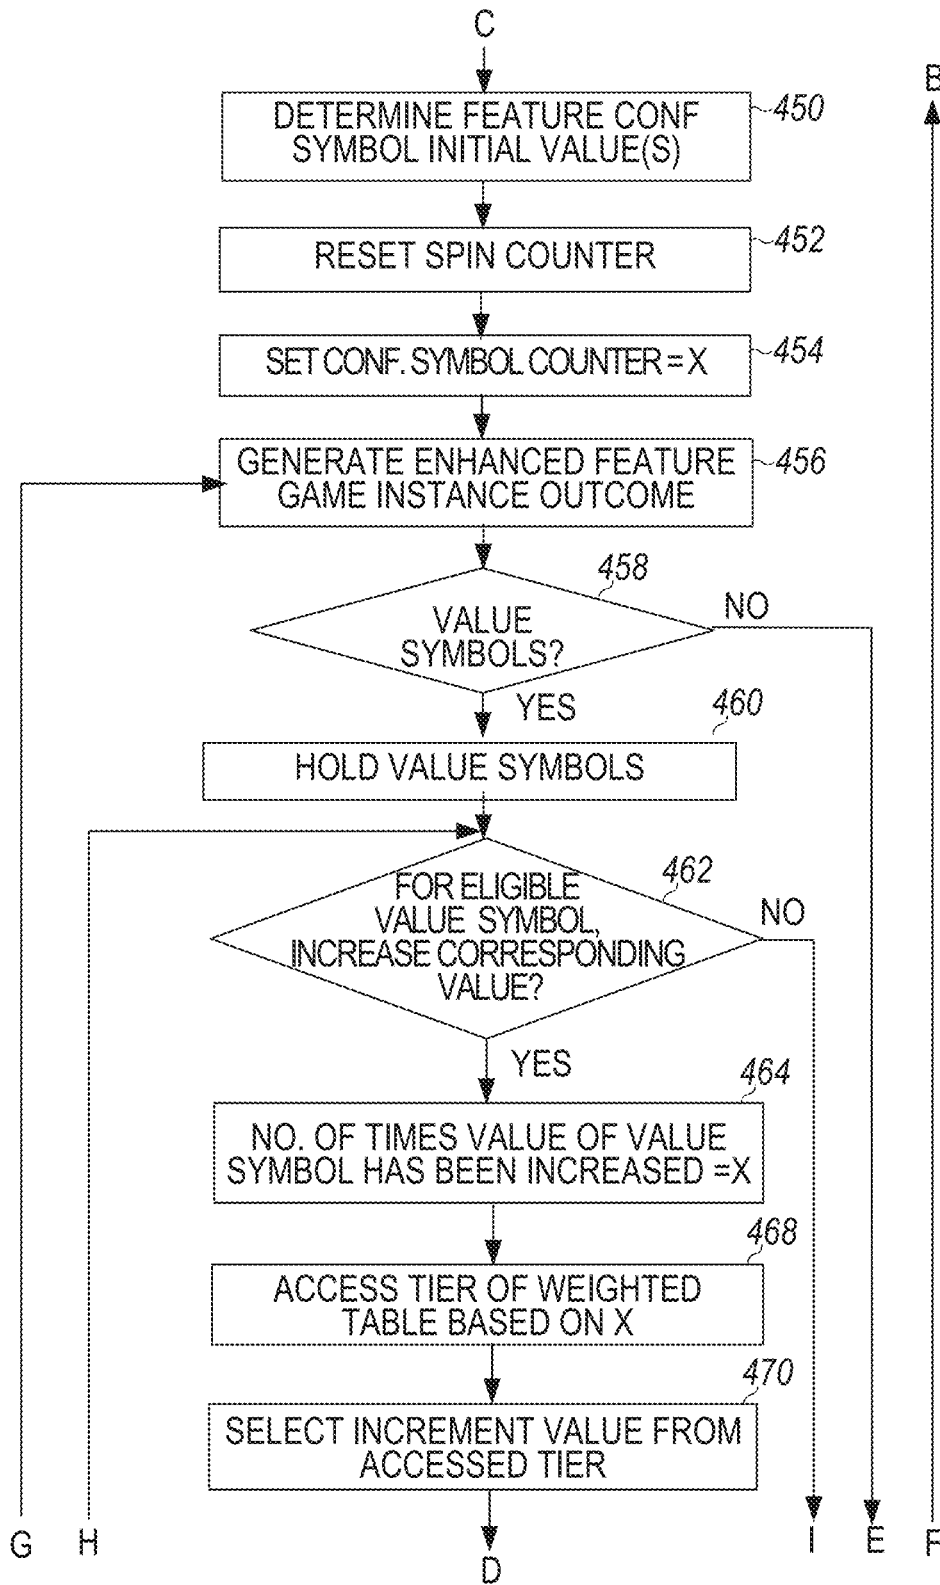 C
B
DETERMINE FEATURE CONF
SYMBOL INITIAL VALUE(S)
450
RESET SPIN COUNTER
452
SET CONF. SYMBOL COUNTER = X
454
GENERATE ENHANCED FEATURE
GAME INSTANCE OUTCOME
456
458
VALUE
SYMBOLS?
NO
YES
460
HOLD VALUE SYMBOLS
462
FOR ELIGIBLE
VALUE SYMBOL,
INCREASE CORRESPONDING
VALUE?
NO
YES
464
NO. OF TIMES VALUE OF VALUE
SYMBOL HAS BEEN INCREASED =X
468
ACCESS TIER OF WEIGHTED
TABLE BASED ON X
470
SELECT INCREMENT VALUE FROM
ACCESSED TIER
G
H
D
I
E
F